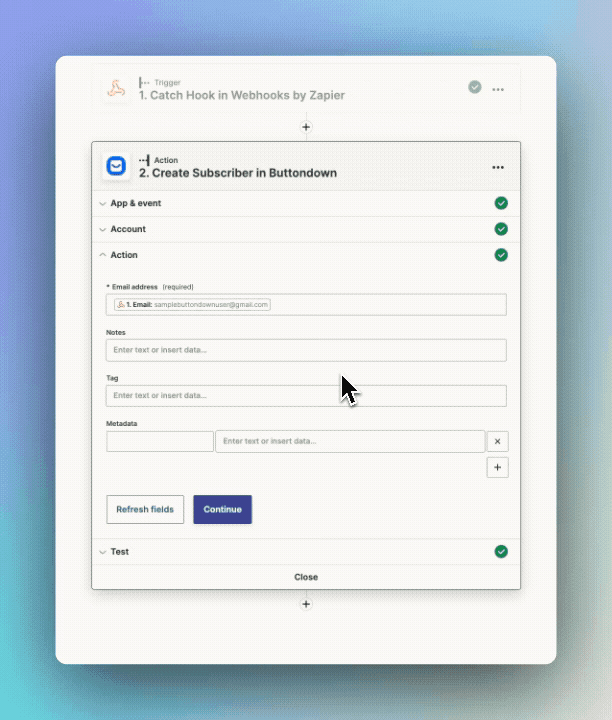 Trigger
1. Catch Hook in Webhooks by Zapier
Action
2. Create Subscriber in Buttondown
App & event
Account
Action
* Email address (required)
1. Email: samplebuttondownuser@gmail.com
Notes
Enter text or insert data...
Tag
Enter text or insert data...
Metadata
Enter text or insert data...
Refresh fields Continue
Test
Close